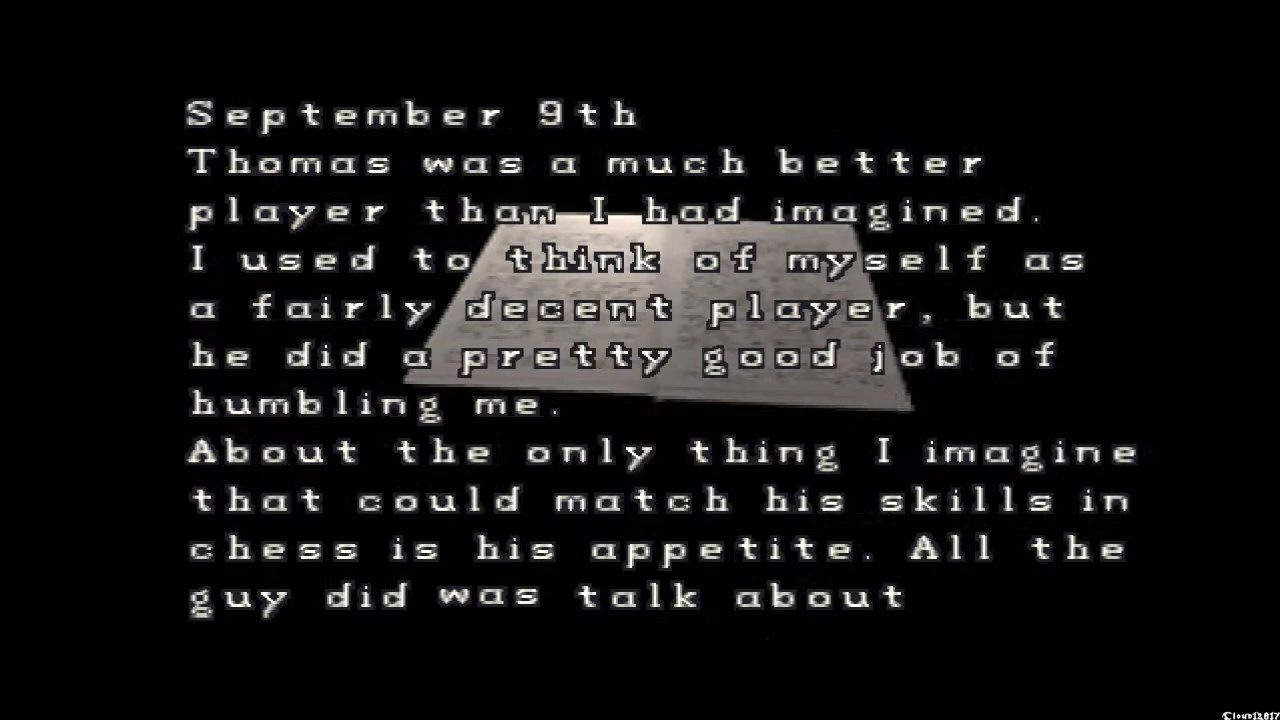 September 9th
Thomas was a much better
player than I had imagined.
I used to think of myself as
a fairly decent player, but
he did a pretty good job of
humbling me.
About the only thing I imagine
that could match his skills in
chess is his appetite. All the
guy did was talk about